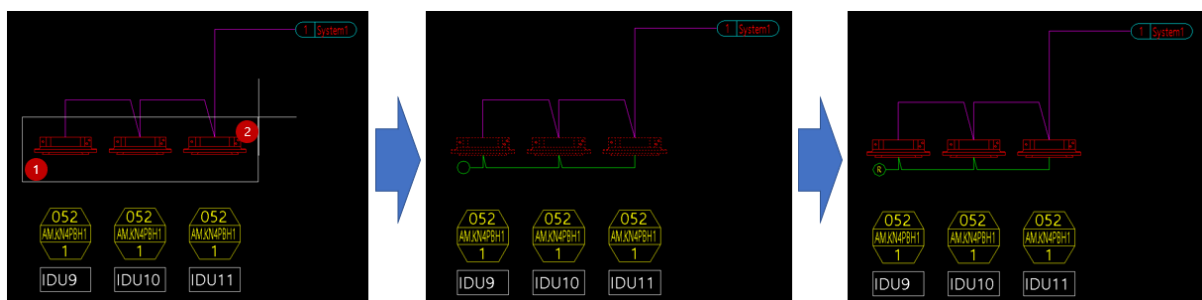 1 System1
2
1
052 052 052
AM.KN4PBH1 AM.KN4PBH1 AM.KN4PBH1
1 1 1
IDU9 IDU10 IDU11
1 System1
052 052 052
AM.KN4PBH1 AM.KN4PBH1 AM.KN4PBH1
1 1 1
IDU9 IDU10 IDU11
1 System1
R
052 052 052
AM.KN4PBH1 AM.KN4PBH1 AM.KN4PBH1
1 1 1
IDU9 IDU10 IDU11